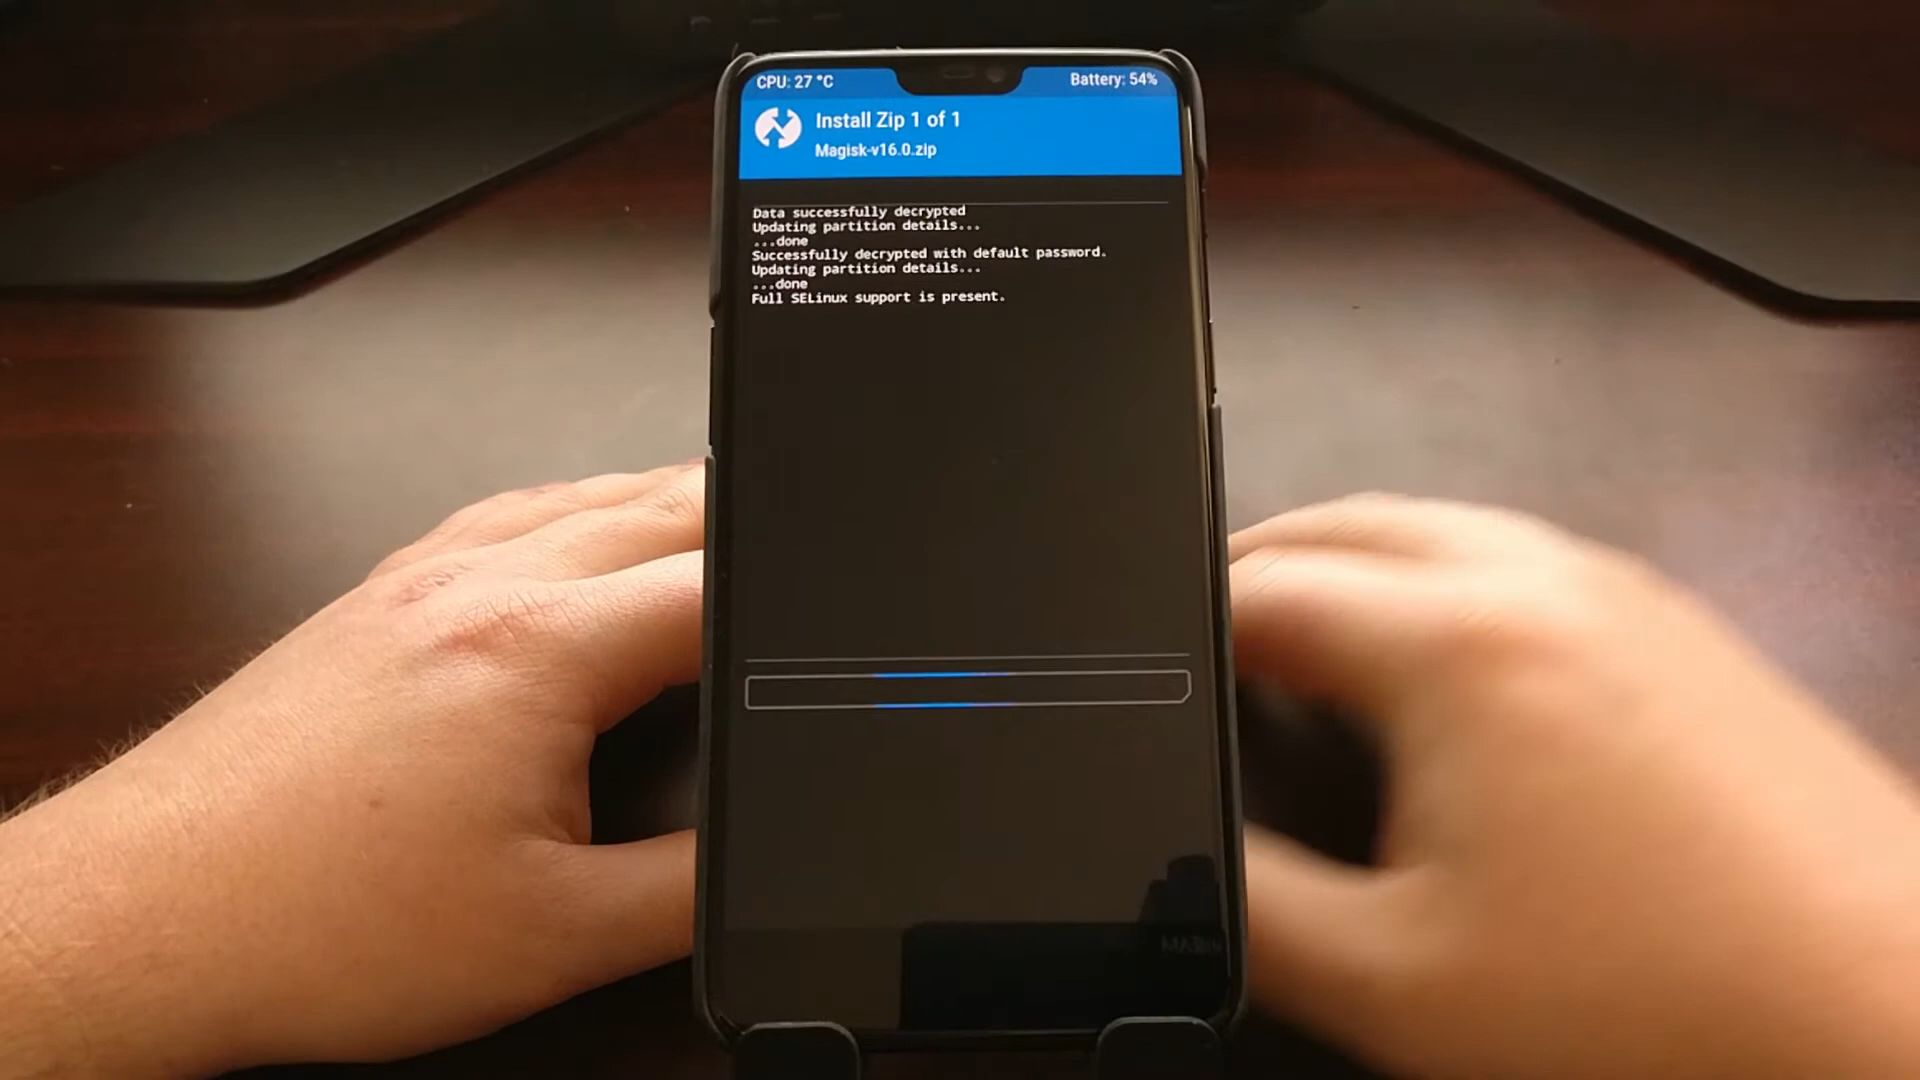 CPU: 27 °C
Battery: 54%
Install Zip 1 of 1
Magisk-v16.0.zip
Data successfully decrypted
Updating partition details...
...done
Successfully decrypted with default password.
Updating partition details...
...done
Full SELinux support is present.